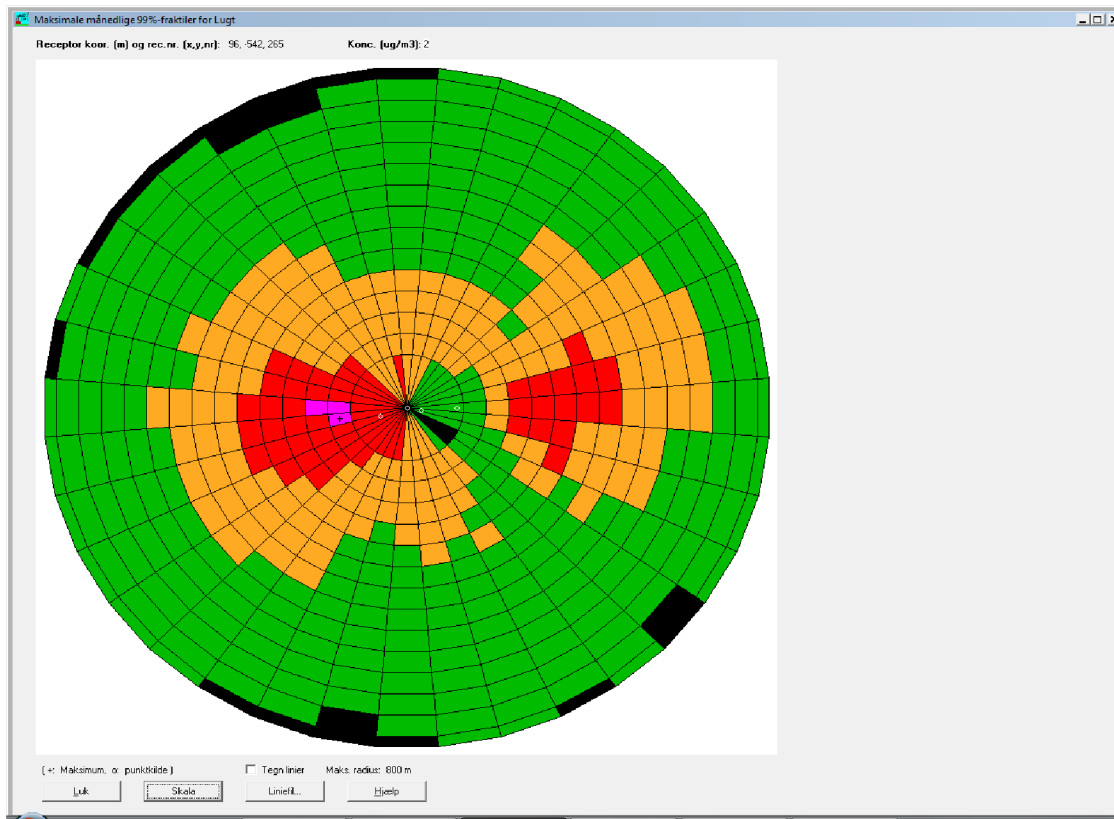 Maksimale månedlige 99%-fraktiler for Lugt
Receptor koor. (m) og rec.nr. (x,y,nr): 96, -542, 265 Konc. (ug/m3): 2
( +: Maksimum, o: punktkilde ) Tegn linier Maks. radius: 800 m
Luk Skala Liniefil... Hjælp